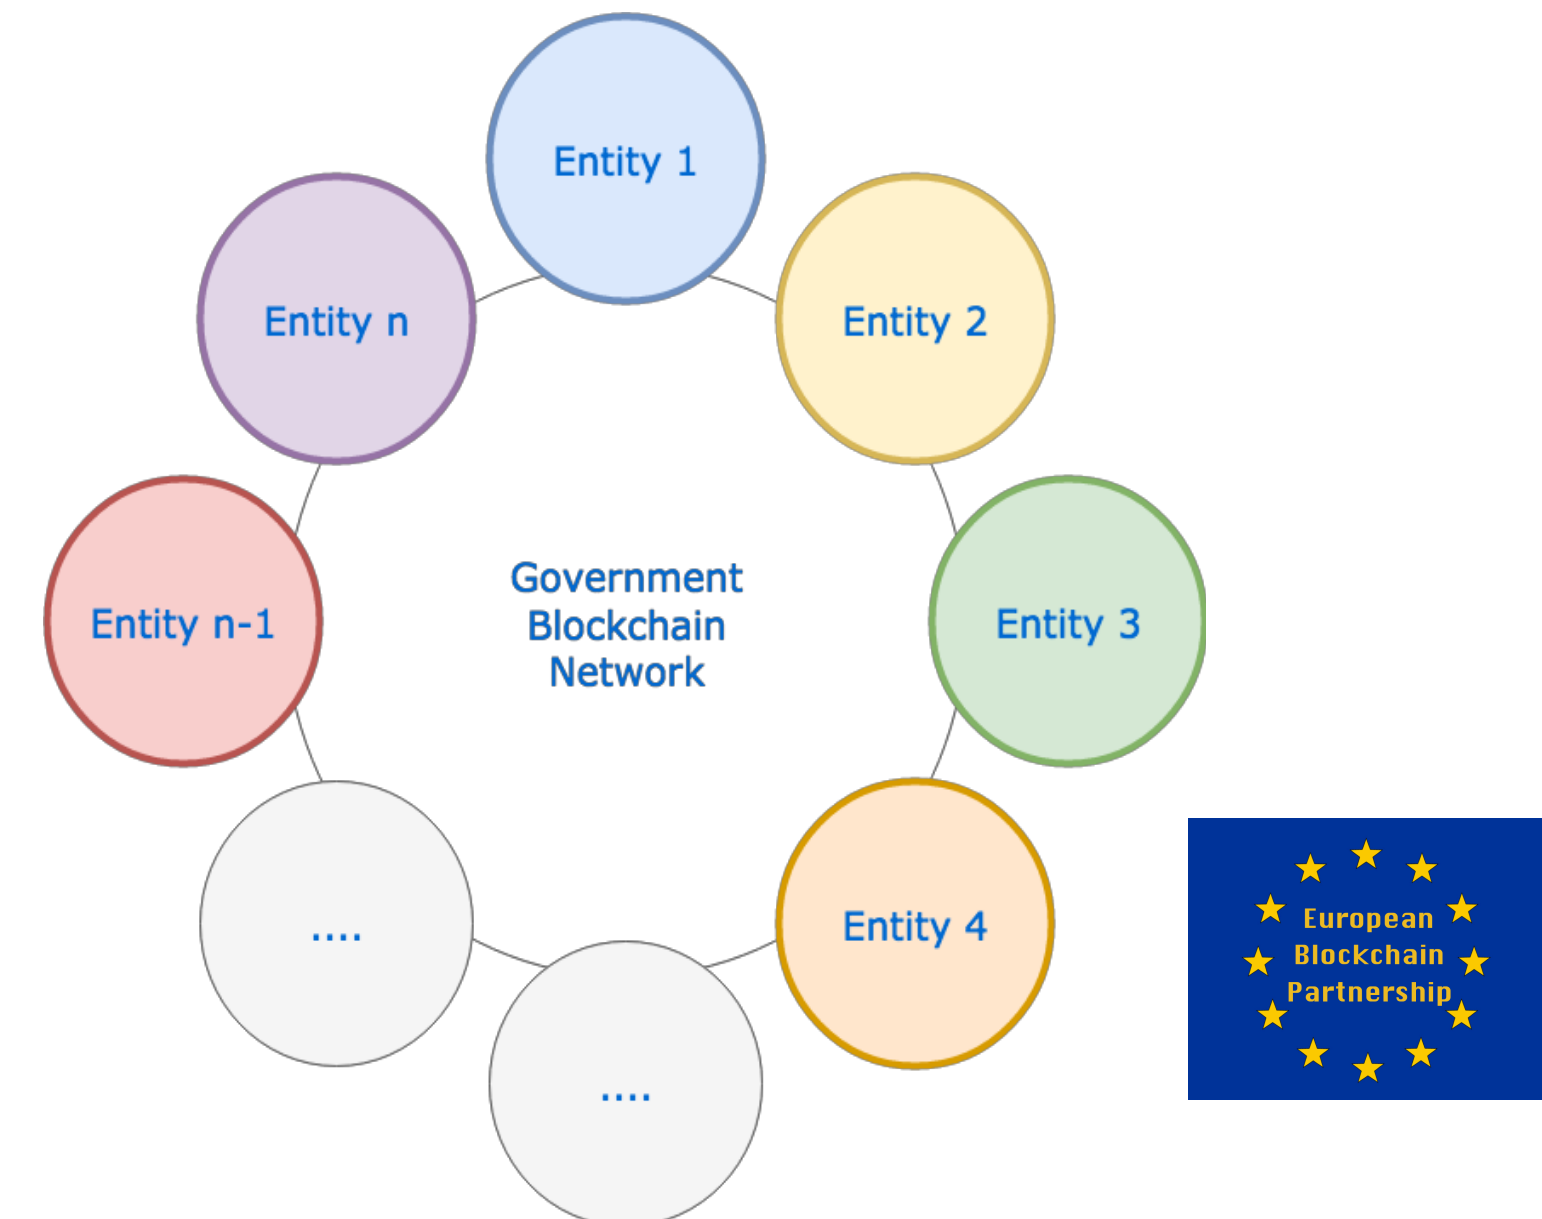 Entity 1
Entity n
Entity 2
Entity n-1
Government
Blockchain
Network
Entity 3
....
Entity 4
....
European
Blockchain
Partnership